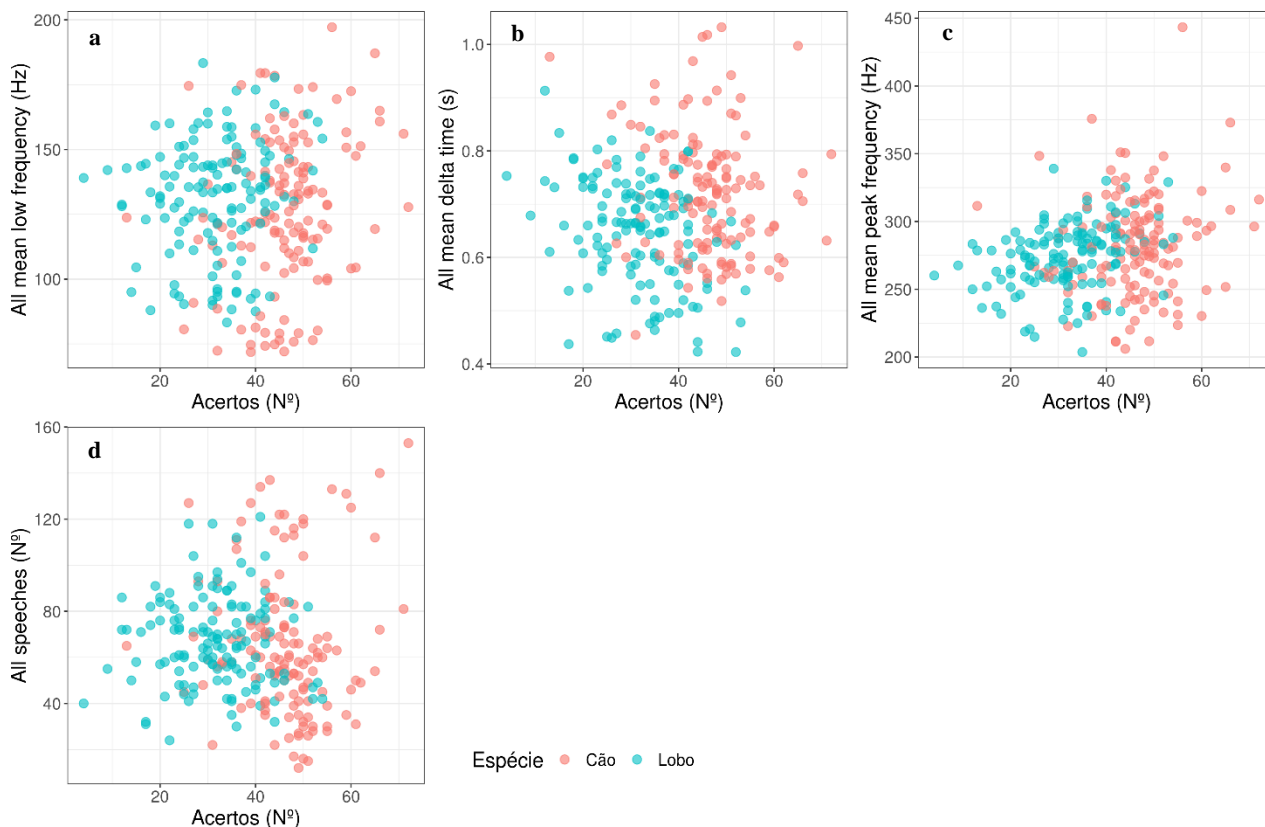 a
All mean low frequency (Hz)
200
150
100
20
40
60
Acertos (Nº)
b
All mean delta time (s)
1.0
0.8
0.6
0.4
20
40
60
Acertos (Nº)
c
All mean peak frequency (Hz)
450
400
350
300
250
200
20
40
60
Acertos (Nº)
d
All speeches (Nº)
160
120
80
40
20
40
60
Acertos (Nº)
Espécie Cão Lobo